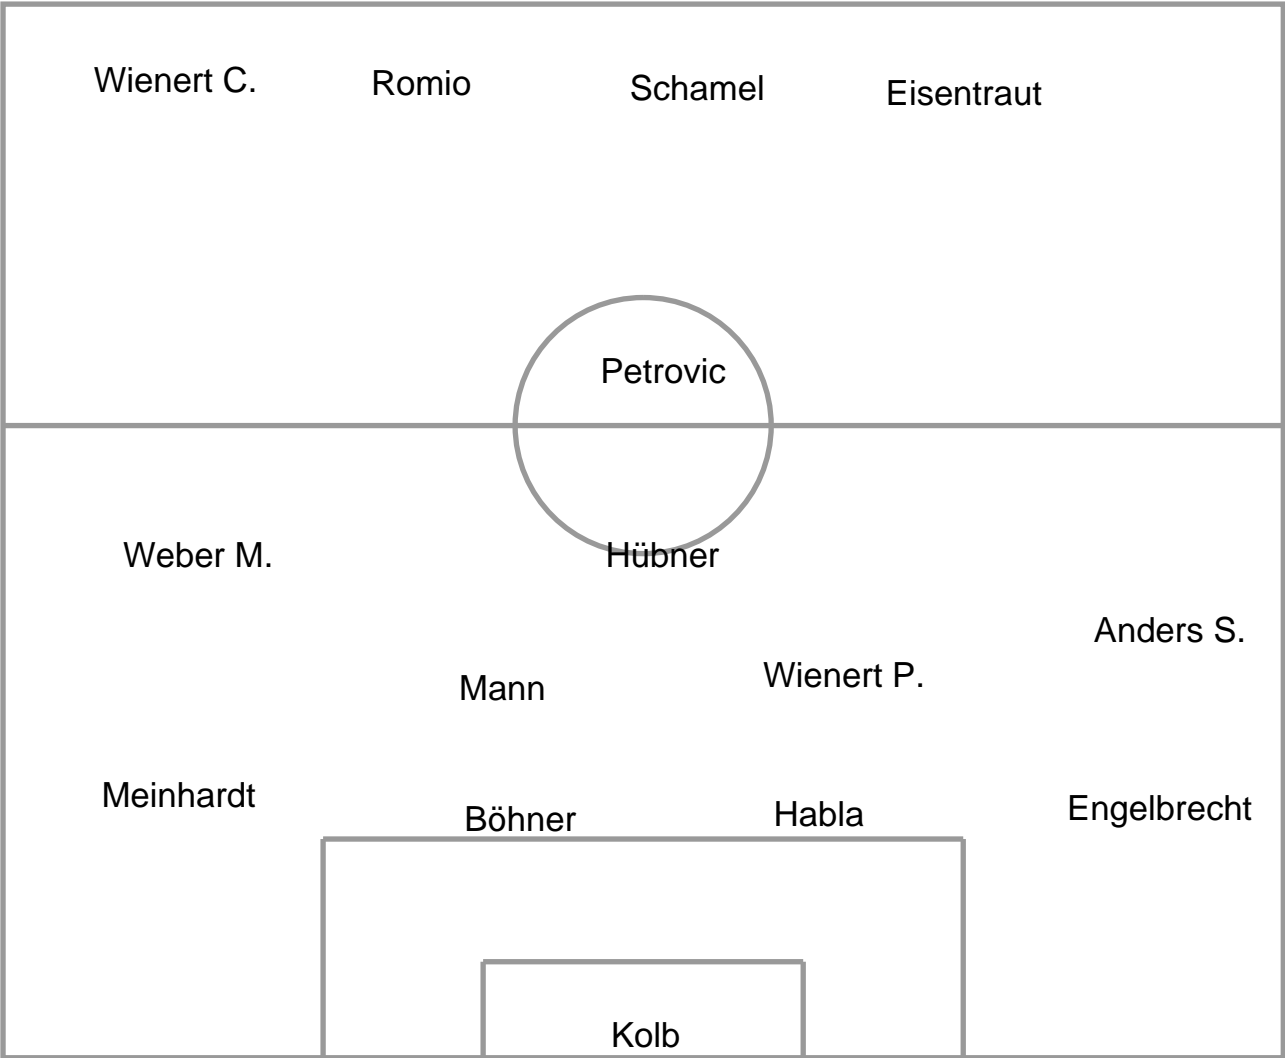 Wienert C.
Romio
Schamel
Eisentraut
Petrovic
Weber M.
Hübner
Anders S.
Mann
Wienert P.
Meinhardt
Böhner
Habla
Engelbrecht
Kolb